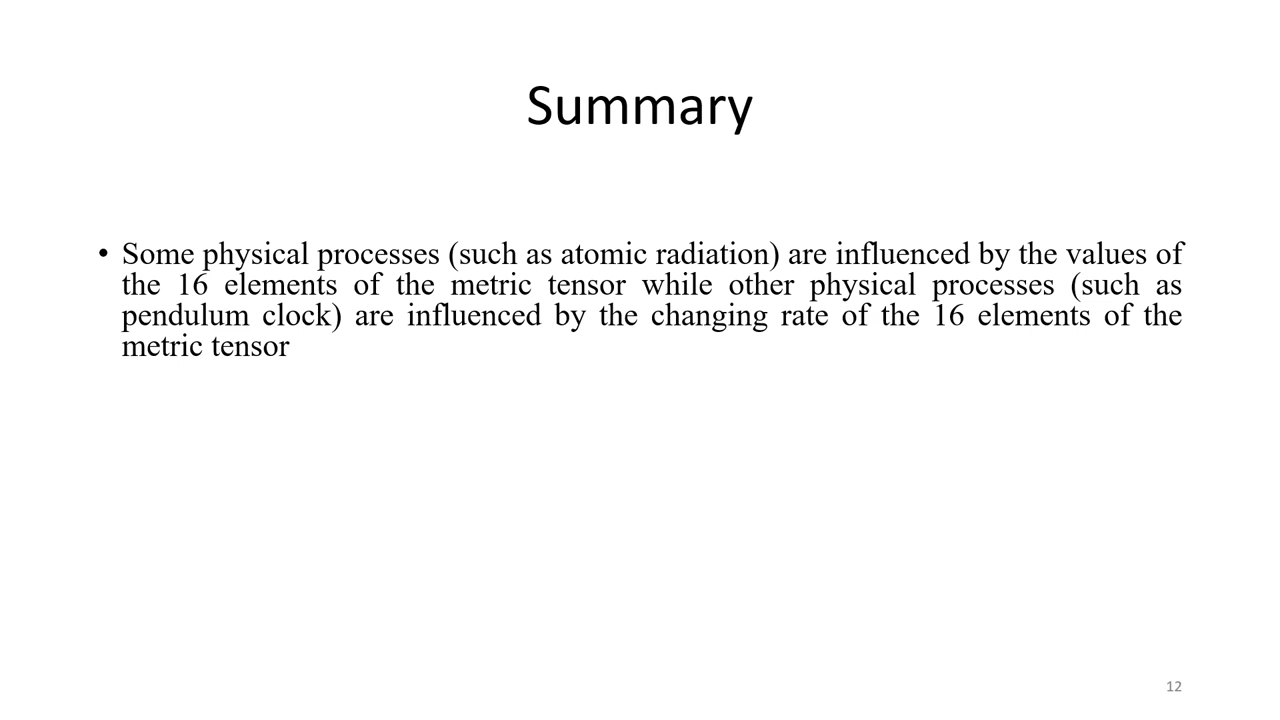 Summary
• Some physical processes (such as atomic radiation) are influenced by the values of
the 16 elements of the metric tensor while other physical processes (such as
pendulum clock) are influenced by the changing rate of the 16 elements of the
metric tensor
12